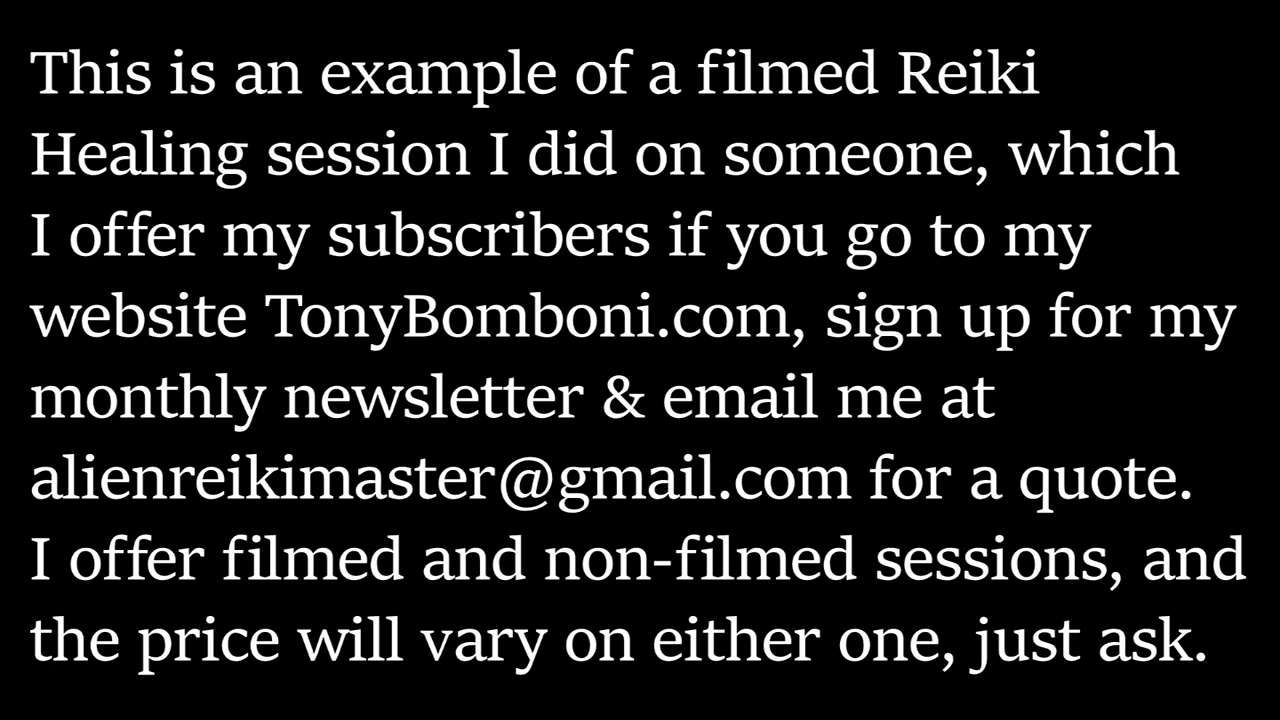 This is an example of a filmed Reiki
Healing session I did on someone, which
I offer my subscribers if you go to my
website TonyBomboni.com, sign up for my
monthly newsletter & email me at
alienreikimaster@gmail.com for a quote.
I offer filmed and non-filmed sessions, and
the price will vary on either one, just ask.